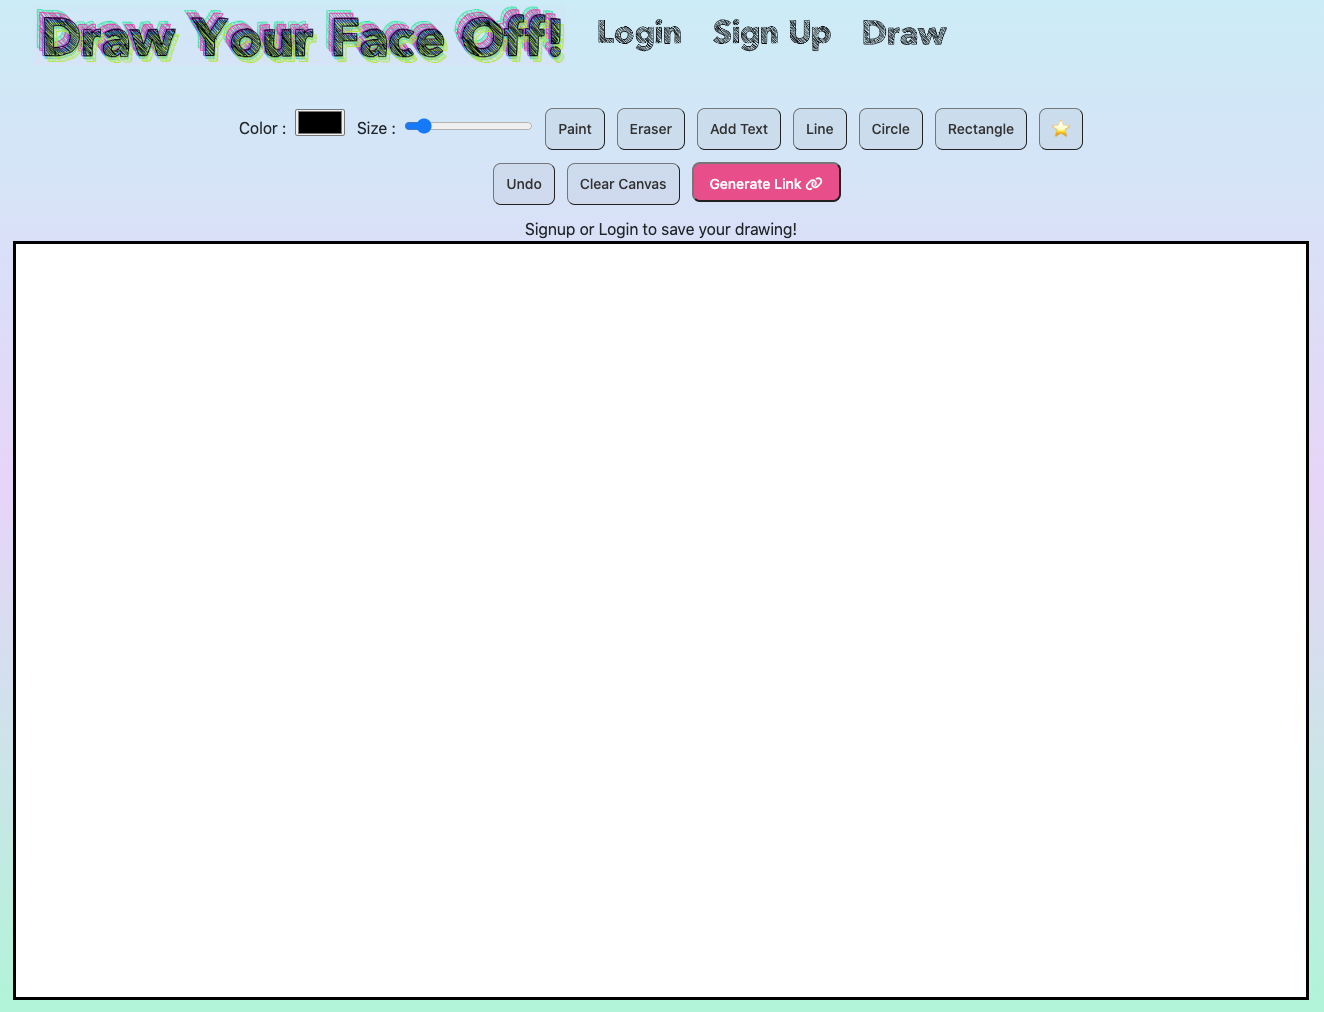 Draw Your Face Off! Login Sign Up Draw
Color : Size : Paint Eraser Add Text Line Circle Rectangle ⭐
Undo Clear Canvas Generate Link
Signup or Login to save your drawing!